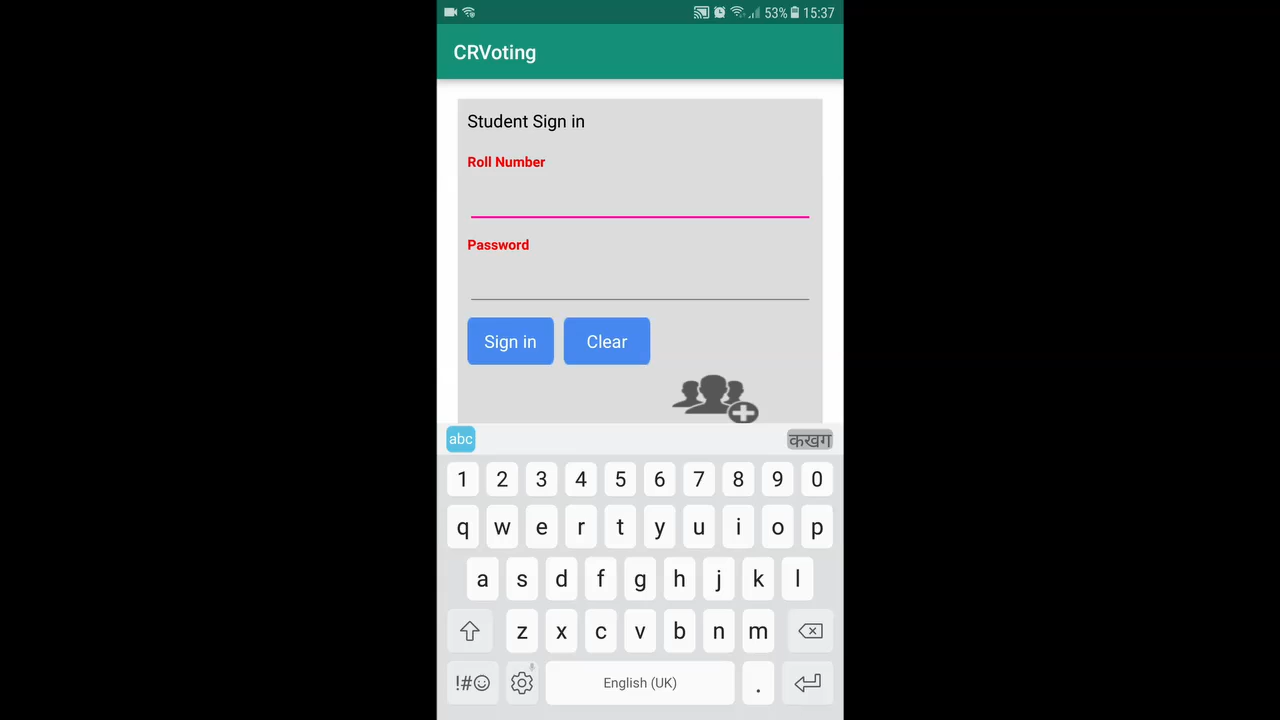 53% 15:37
CRVoting
Student Sign in
Roll Number
Password
Sign in Clear
abc कखग
1 2 3 4 5 6 7 8 9 0
q w e r t y u i o p
a s d f g h j k l
z x c v b n m
!#☺ English (UK) .